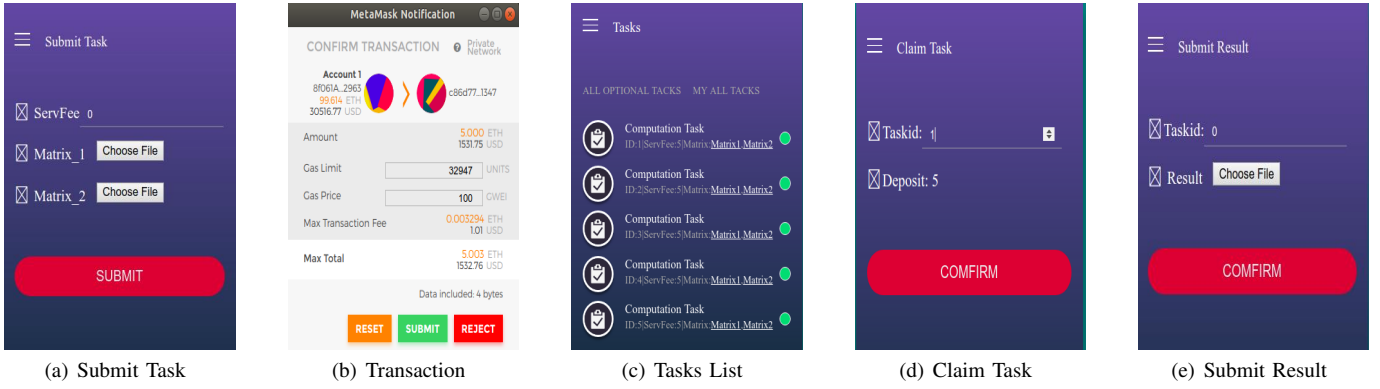 Submit Task
ServFee 0
Matrix_1 Choose File
Matrix_2 Choose File
SUBMIT
(a) Submit Task
MetaMask Notification
CONFIRM TRANSACTION ? Private
Network
Account 1
8f061A...2963
99.614 ETH
30516.77 USD
c86d77...1347
Amount 5.000 ETH
1531.75 USD
Gas Limit 32947 UNITS
Gas Price 100 GWEI
Max Transaction Fee 0.003294 ETH
1.01 USD
Max Total 5.003 ETH
1532.76 USD
Data included: 4 bytes
RESET SUBMIT REJECT
(b) Transaction
Tasks
ALL OPTIONAL TACKS MY ALL TACKS
Computation Task
ID:1|ServFee:5|Matrix:Matrix1,Matrix2
Computation Task
ID:2|ServFee:5|Matrix:Matrix1,Matrix2
Computation Task
ID:3|ServFee:5|Matrix:Matrix1,Matrix2
Computation Task
ID:4|ServFee:5|Matrix:Matrix1,Matrix2
Computation Task
ID:5|ServFee:5|Matrix:Matrix1,Matrix2
(c) Tasks List
Claim Task
Taskid: 1
Deposit: 5
COMFIRM
(d) Claim Task
Submit Result
Taskid: 0
Result Choose File
COMFIRM
(e) Submit Result